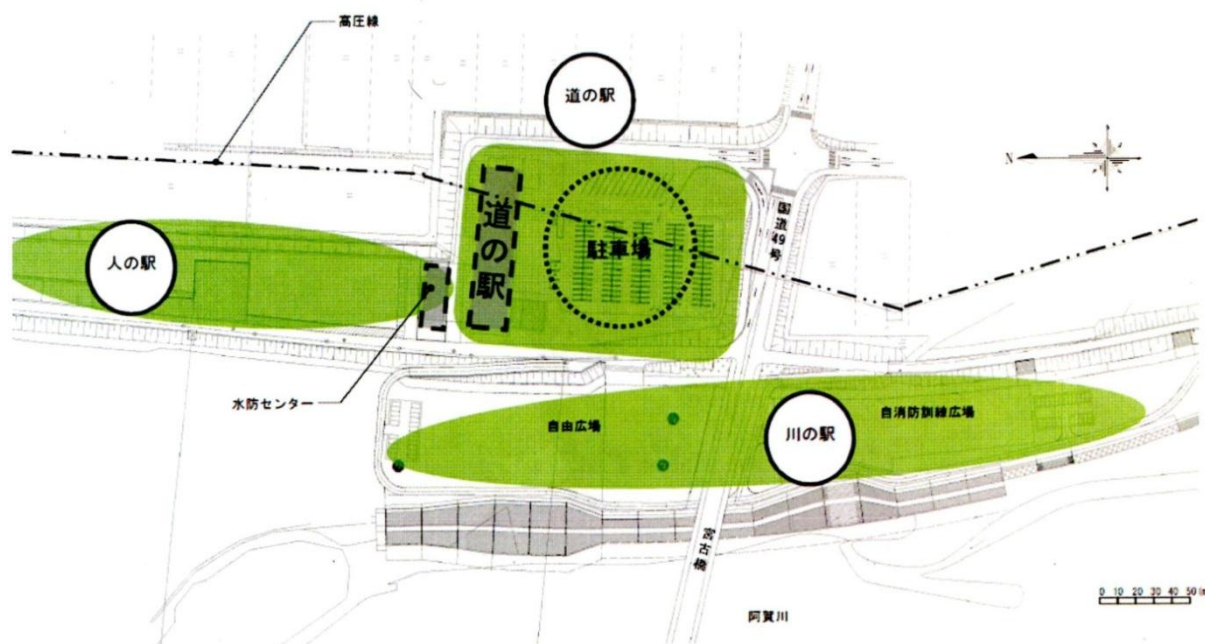 高圧線
道の駅
N
国道49号
道の駅
駐車場
人の駅
水防センター
自由広場
川の駅
自消防訓練広場
宮古橋
阿賀川
0 10 20 30 40 50